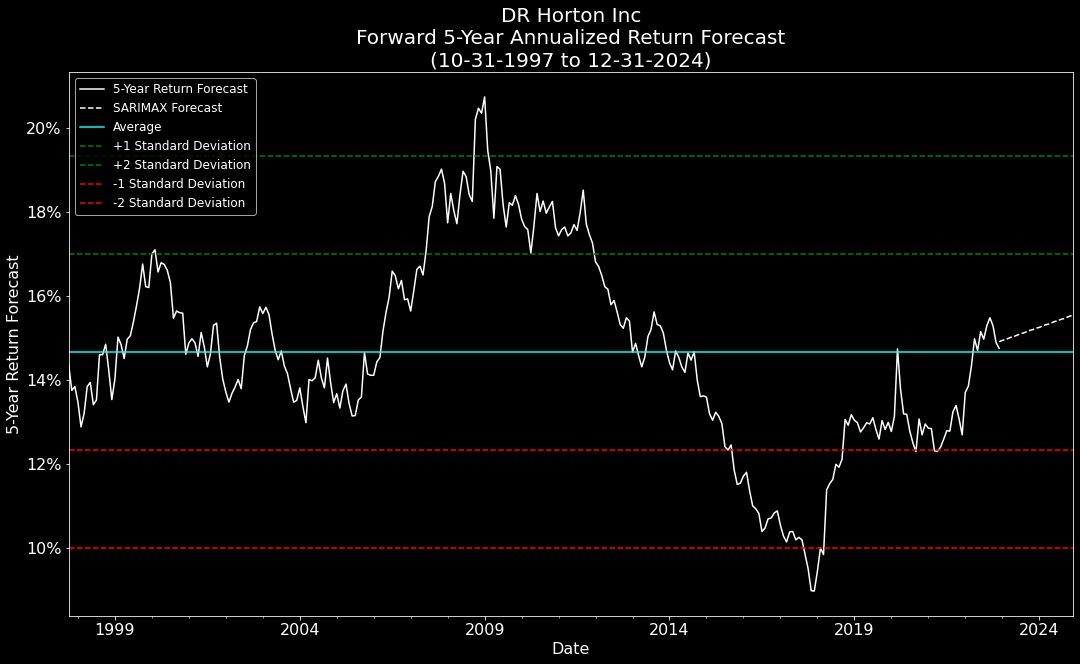 DR Horton Inc
Forward 5-Year Annualized Return Forecast
(10-31-1997 to 12-31-2024)
5-Year Return Forecast
SARIMAX Forecast
Average
+1 Standard Deviation
+2 Standard Deviation
-1 Standard Deviation
-2 Standard Deviation
5-Year Return Forecast
20%
18%
16%
14%
12%
10%
1999
2004
2009
2014
2019
2024
Date